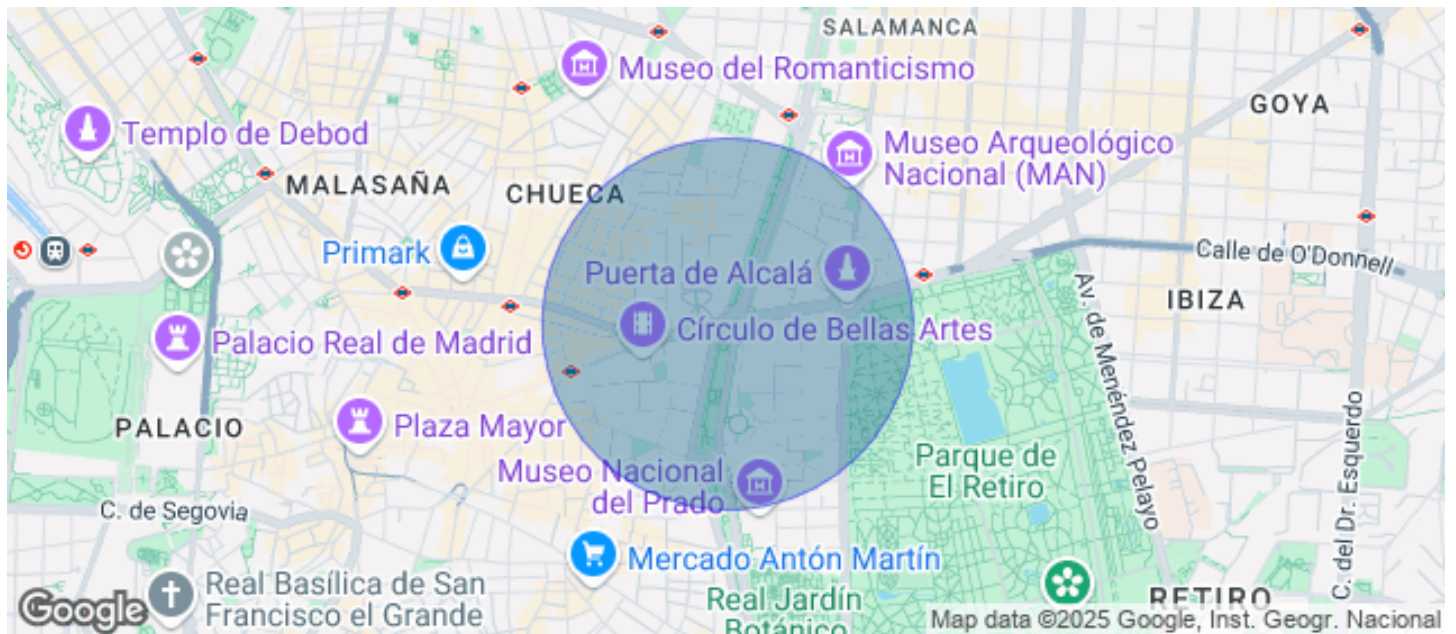 SALAMANCA
Museo del Romanticismo
GOYA
Templo de Debod
Museo Arqueológico
Nacional (MAN)
MALASAÑA
CHUECA
Primark
Calle de O'Donnell
Puerta de Alcalá
IBIZA
Av. de Menéndez Pelayo
Palacio Real de Madrid
Círculo de Bellas Artes
PALACIO
Plaza Mayor
C. del Dr. Esquerdo
Museo Nacional
del Prado
Parque de
El Retiro
C. de Segovia
Mercado Antón Martín
Real Basílica de San
Francisco el Grande
Real Jardín
Botánico
RETIRO
Google
Map data ©2025 Google, Inst. Geogr. Nacional